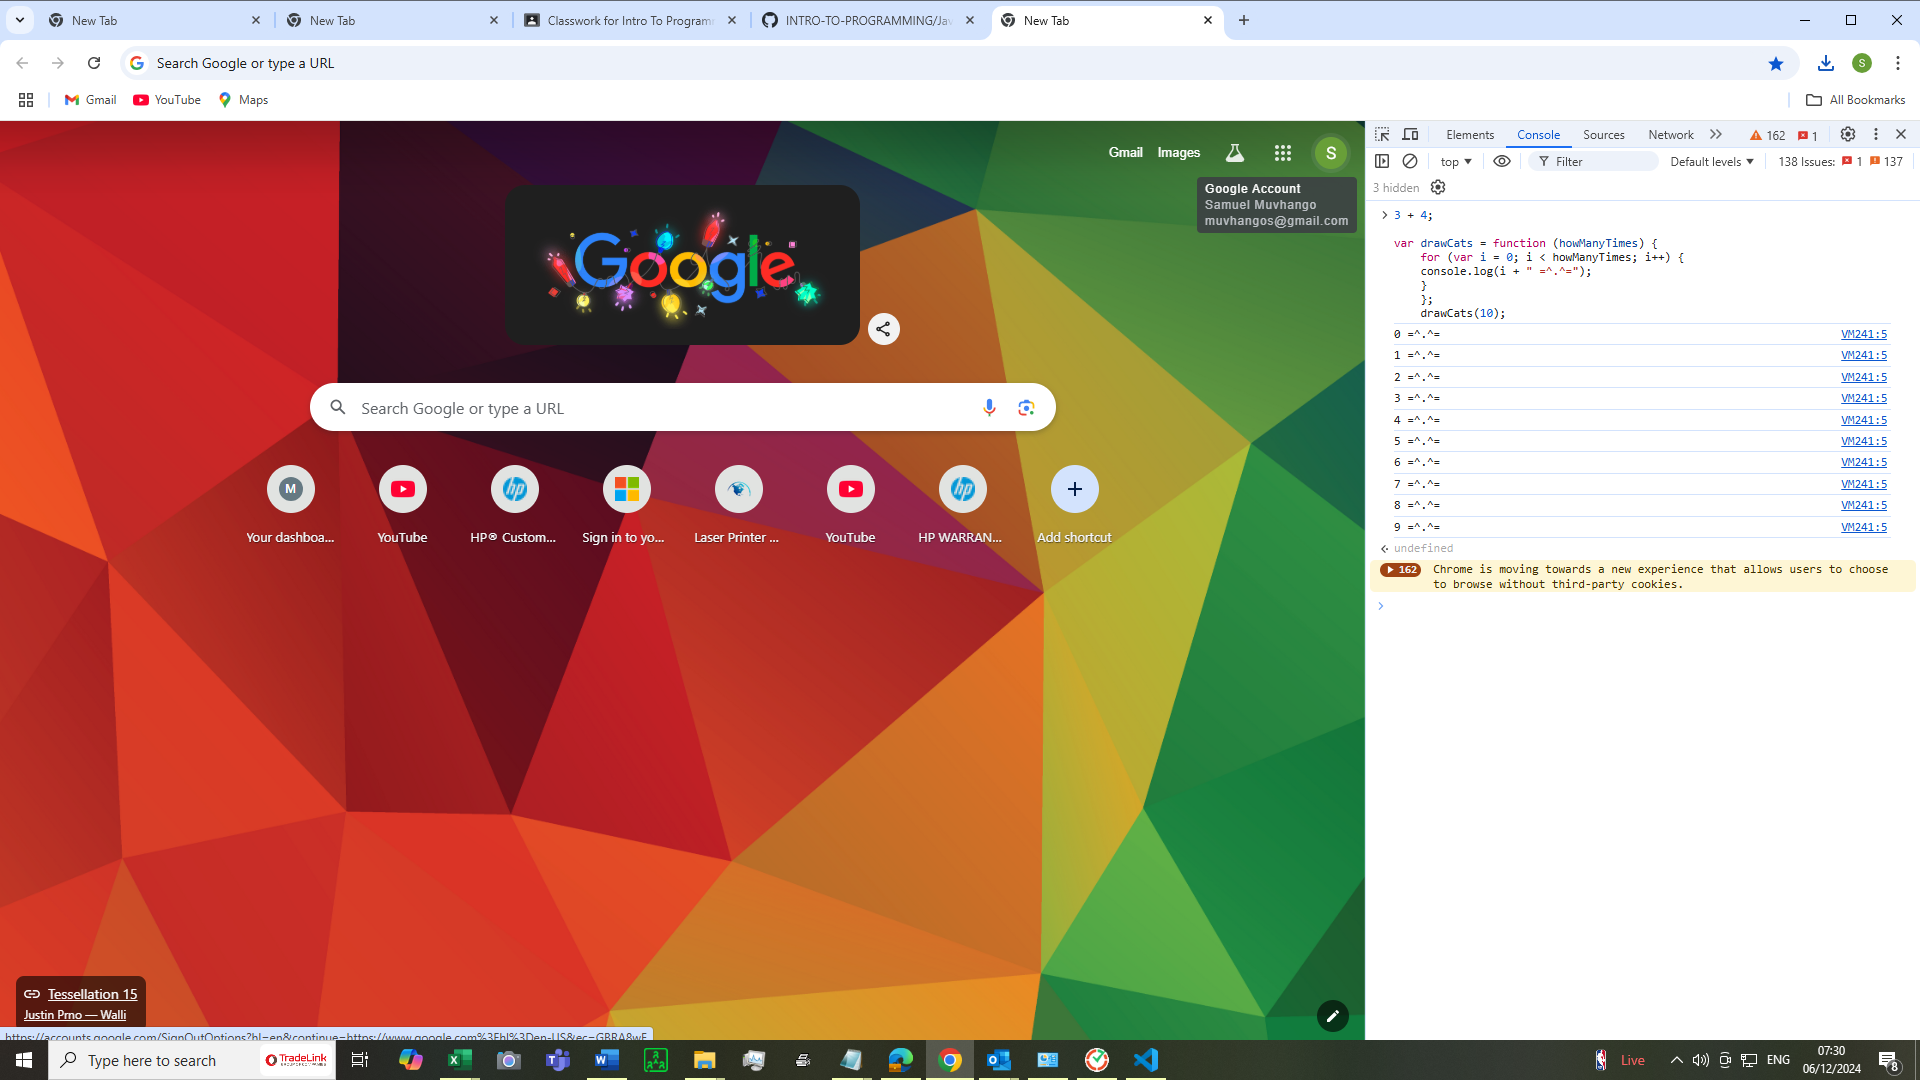 New Tab
New Tab
Classwork for Intro To Programm
INTRO-TO-PROGRAMMING/Jav
New Tab
Search Google or type a URL
S
Gmail
YouTube
Maps
All Bookmarks
Gmail
Images
S
Google Account
Samuel Muvhango
muvhangos@gmail.com
Google
Search Google or type a URL
M
Your dashboa...
YouTube
hp
HP® Custom...
Sign in to yo...
Laser Printer ...
YouTube
hp
HP WARRAN...
Add shortcut
Tessellation 15
Justin Prno — Walli
https://accounts.google.com/SignOutOptions?hl=en&continue=https://www.google.com%3Fhl%3Den-US&ec=GBRA8wE
Elements
Console
Sources
Network
162
1
top
Filter
Default levels
138 Issues:
1
137
3 hidden
3 + 4;
var drawCats = function (howManyTimes) {
for (var i = 0; i < howManyTimes; i++) {
console.log(i + " =^.^=");
}
};
drawCats(10);
0 =^.^= VM241:5
1 =^.^= VM241:5
2 =^.^= VM241:5
3 =^.^= VM241:5
4 =^.^= VM241:5
5 =^.^= VM241:5
6 =^.^= VM241:5
7 =^.^= VM241:5
8 =^.^= VM241:5
9 =^.^= VM241:5
undefined
162
Chrome is moving towards a new experience that allows users to choose
to browse without third-party cookies.
Type here to search
TradeLink
Live
ENG
07:30
06/12/2024
8